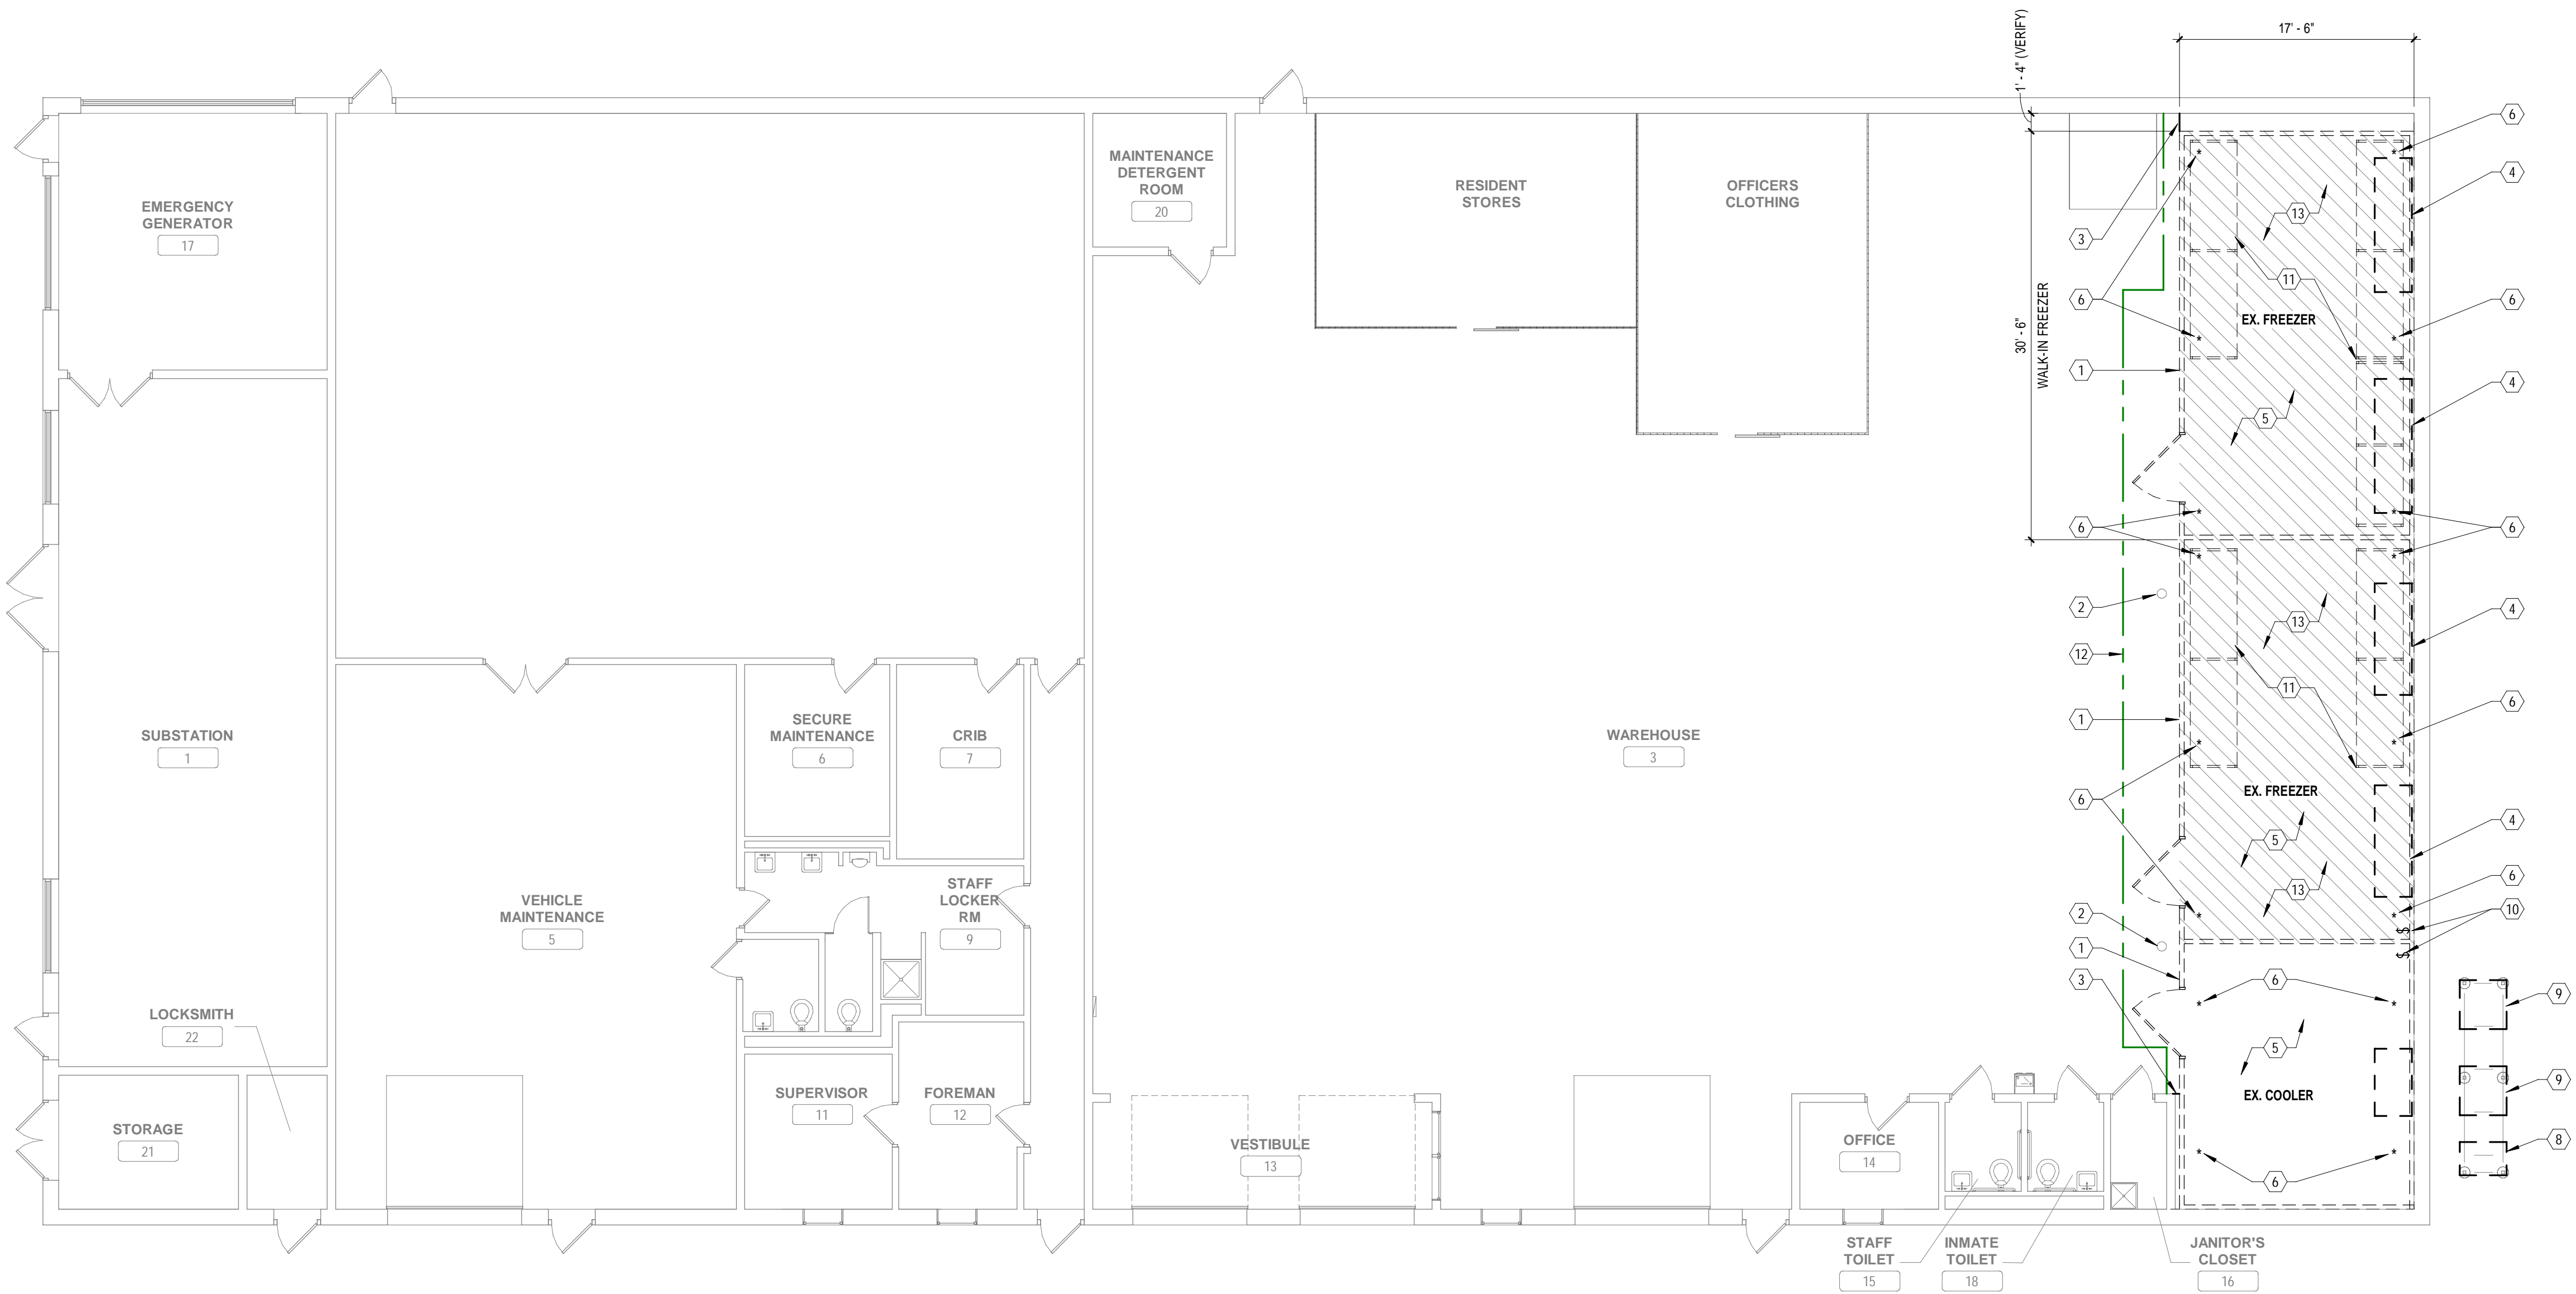 17' - 6"
1' - 4" (VERIFY)
6
MAINTENANCE
DETERGENT
ROOM
20
RESIDENT
STORES
OFFICERS
CLOTHING
4
EMERGENCY
GENERATOR
17
13
3
11
6
6
EX. FREEZER
30' - 6"
WALK-IN FREEZER
1
4
5
6
6
2
4
13
12
11
6
SUBSTATION
1
SECURE
MAINTENANCE
6
CRIB
7
WAREHOUSE
3
1
EX. FREEZER
6
4
5
STAFF
LOCKER
RM
9
VEHICLE
MAINTENANCE
5
13
6
2
10
$
1
$
3
6
9
LOCKSMITH
22
5
SUPERVISOR
11
FOREMAN
12
EX. COOLER
9
STORAGE
21
VESTIBULE
13
OFFICE
14
8
6
STAFF
TOILET
15
INMATE
TOILET
18
JANITOR'S
CLOSET
16